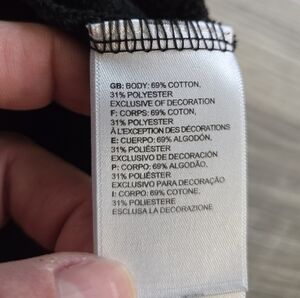 GB: BODY: 69% COTTON,
31% POLYESTER
EXCLUSIVE OF DECORATION
F: CORPS: 69% COTON,
31% POLYESTER
À L'EXCEPTION DES DÉCORATIONS
E: CUERPO: 69% ALGODÓN,
31% POLIÉSTER
EXCLUSIVO DE DECORACIÓN
P: CORPO: 69% ALGODÃO,
31% POLIÉSTER
EXCLUSIVO PARA DECORAÇÃO
I: CORPO: 69% COTONE,
31% POLIESTERE
ESCLUSA LA DECORAZIONE